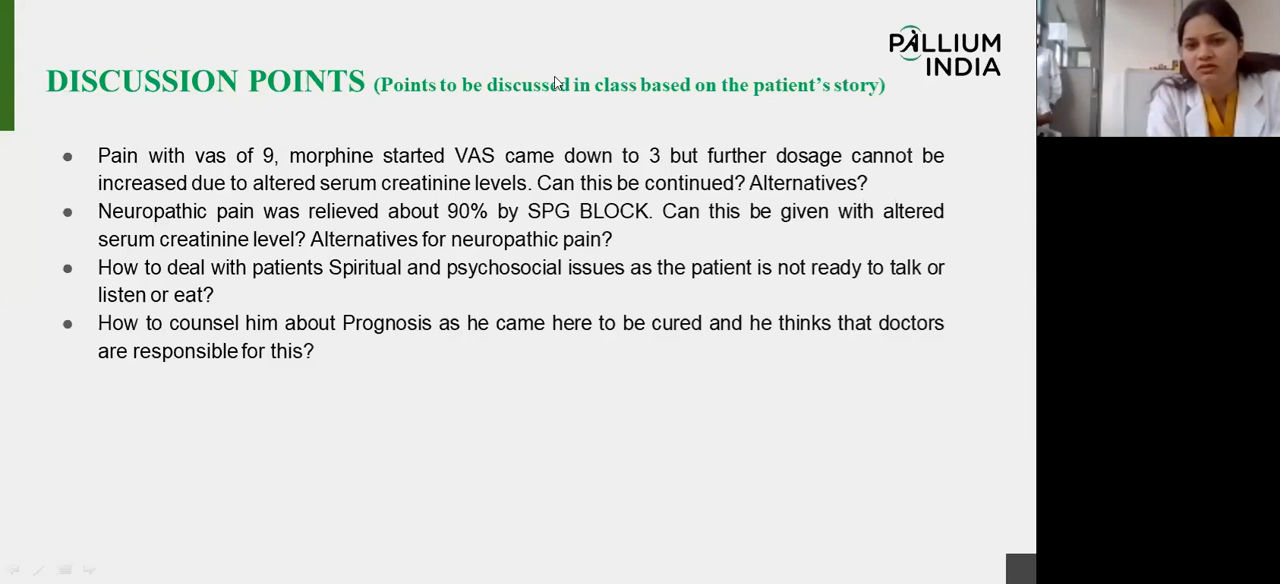 PALLIUM
INDIA
DISCUSSION POINTS (Points to be discussed in class based on the patient's story)
● Pain with vas of 9, morphine started VAS came down to 3 but further dosage cannot be
increased due to altered serum creatinine levels. Can this be continued? Alternatives?
● Neuropathic pain was relieved about 90% by SPG BLOCK. Can this be given with altered
serum creatinine level? Alternatives for neuropathic pain?
● How to deal with patients Spiritual and psychosocial issues as the patient is not ready to talk or
listen or eat?
● How to counsel him about Prognosis as he came here to be cured and he thinks that doctors
are responsible for this?